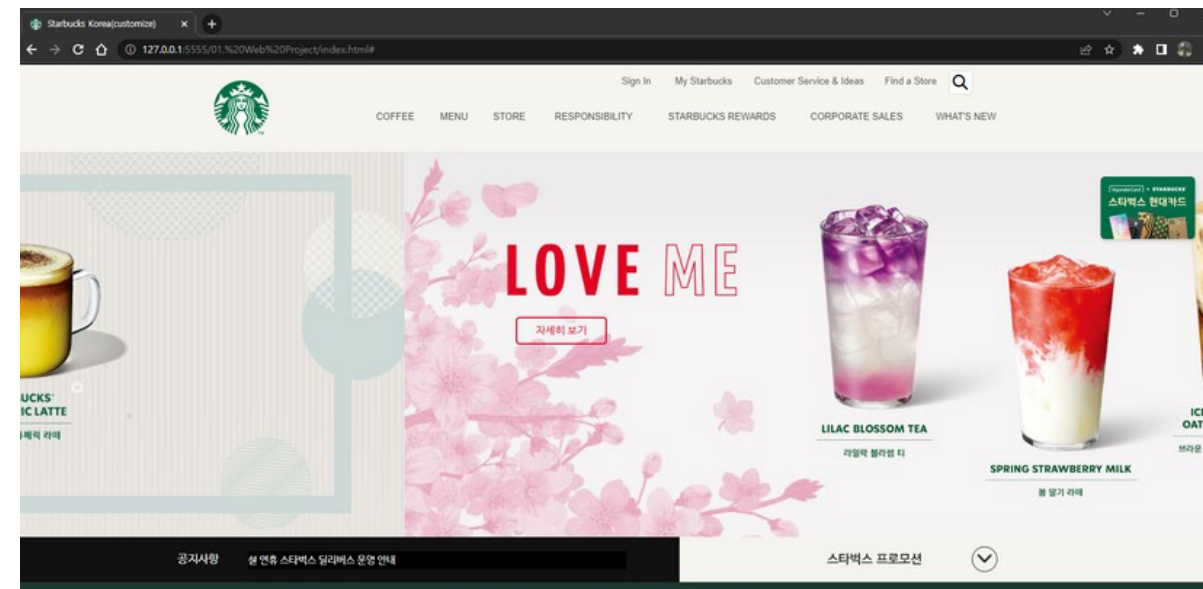 Starbucks Korea(customize)
127.0.0.1:5555/01.%20Web%20Project/index.html#
Sign In My Starbucks Customer Service & Ideas Find a Store
COFFEE MENU STORE RESPONSIBILITY STARBUCKS REWARDS CORPORATE SALES WHAT'S NEW
STARBUCKS
스타벅스 현대카드
LOVE ME
자세히 보기
UCKS'
IC LATTE
LILAC BLOSSOM TEA
라일락 블라썸 티
SPRING STRAWBERRY MILK
봄 딸기 라떼
OAT
브라운
공지사항 설 연휴 스타벅스 딜리버스 운영 안내
스타벅스 프로모션